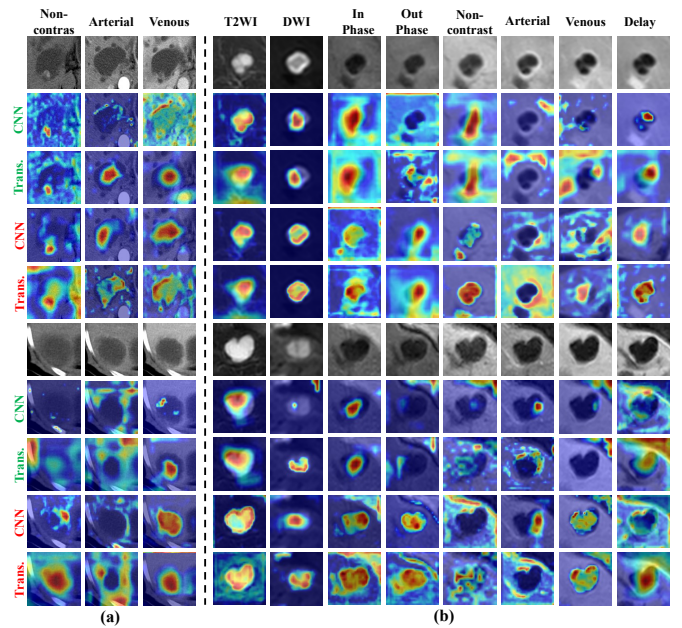 Non-
contras Arterial Venous T2WI DWI In
Phase Out
Phase Non-
contrast Arterial Venous Delay
CNN
Trans.
CNN
Trans.
CNN
Trans.
CNN
Trans.
(a) (b)